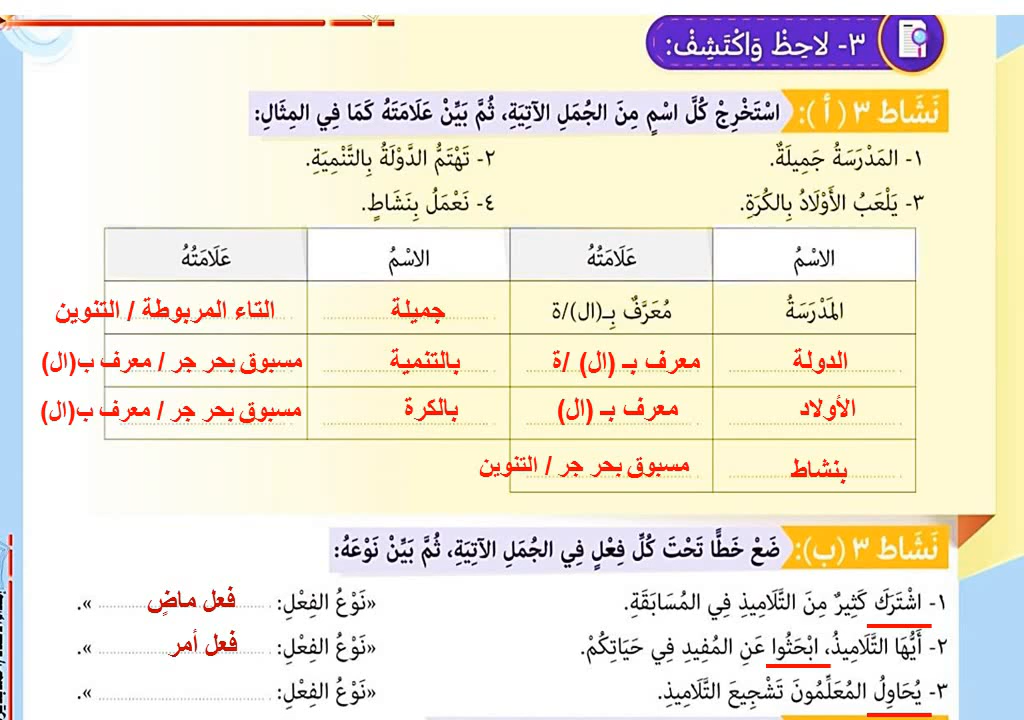 ٣- لاحِظْ وَاكْتَشِفْ:
نَشَاط ٣ (أ): اسْتَخْرِجْ كُلَّ اسْمٍ مِنَ الجُمَلِ الآتِيَةِ، ثُمَّ بَيِّنْ عَلَامَتَهُ كَمَا فِي المِثَالِ:
١- المَدْرَسَةُ جَمِيلَةٌ. ٢- تَهْتَمُّ الدَّوْلَةُ بِالتَّنْمِيَةِ.
٣- يَلْعَبُ الأَوْلَادُ بِالكُرَةِ. ٤- نَعْمَلُ بِنَشَاطٍ.
الاسْمُ عَلَامَتُهُ الاسْمُ عَلَامَتُهُ
المَدْرَسَةُ مُعَرَّفٌ بِـ(ال)/ة جميلة التاء المربوطة / التنوين
الدولة معرف بـ (ال) /ة بالتنمية مسبوق بحر جر / معرف ب(ال)
الأولاد معرف بـ (ال) بالكرة مسبوق بحر جر / معرف ب(ال)
بنشاط مسبوق بحر جر / التنوين
نَشَاط ٣ (ب): ضَعْ خَطًّا تَحْتَ كُلِّ فِعْلٍ فِي الجُمَلِ الآتِيَةِ، ثُمَّ بَيِّنْ نَوْعَهُ:
١- اشْتَرَكَ كَثِيرٌ مِنَ التَّلَامِيذِ فِي المُسَابَقَةِ. «نَوْعُ الفِعْلِ: فعل ماضٍ ».
٢- أَيُّهَا التَّلَامِيذُ، ابْحَثُوا عَنِ المُفِيدِ فِي حَيَاتِكُمْ. «نَوْعُ الفِعْلِ: فعل أمر ».
٣- يُحَاوِلُ المُعَلِّمُونَ تَشْجِيعَ التَّلَامِيذِ. «نَوْعُ الفِعْلِ: ».